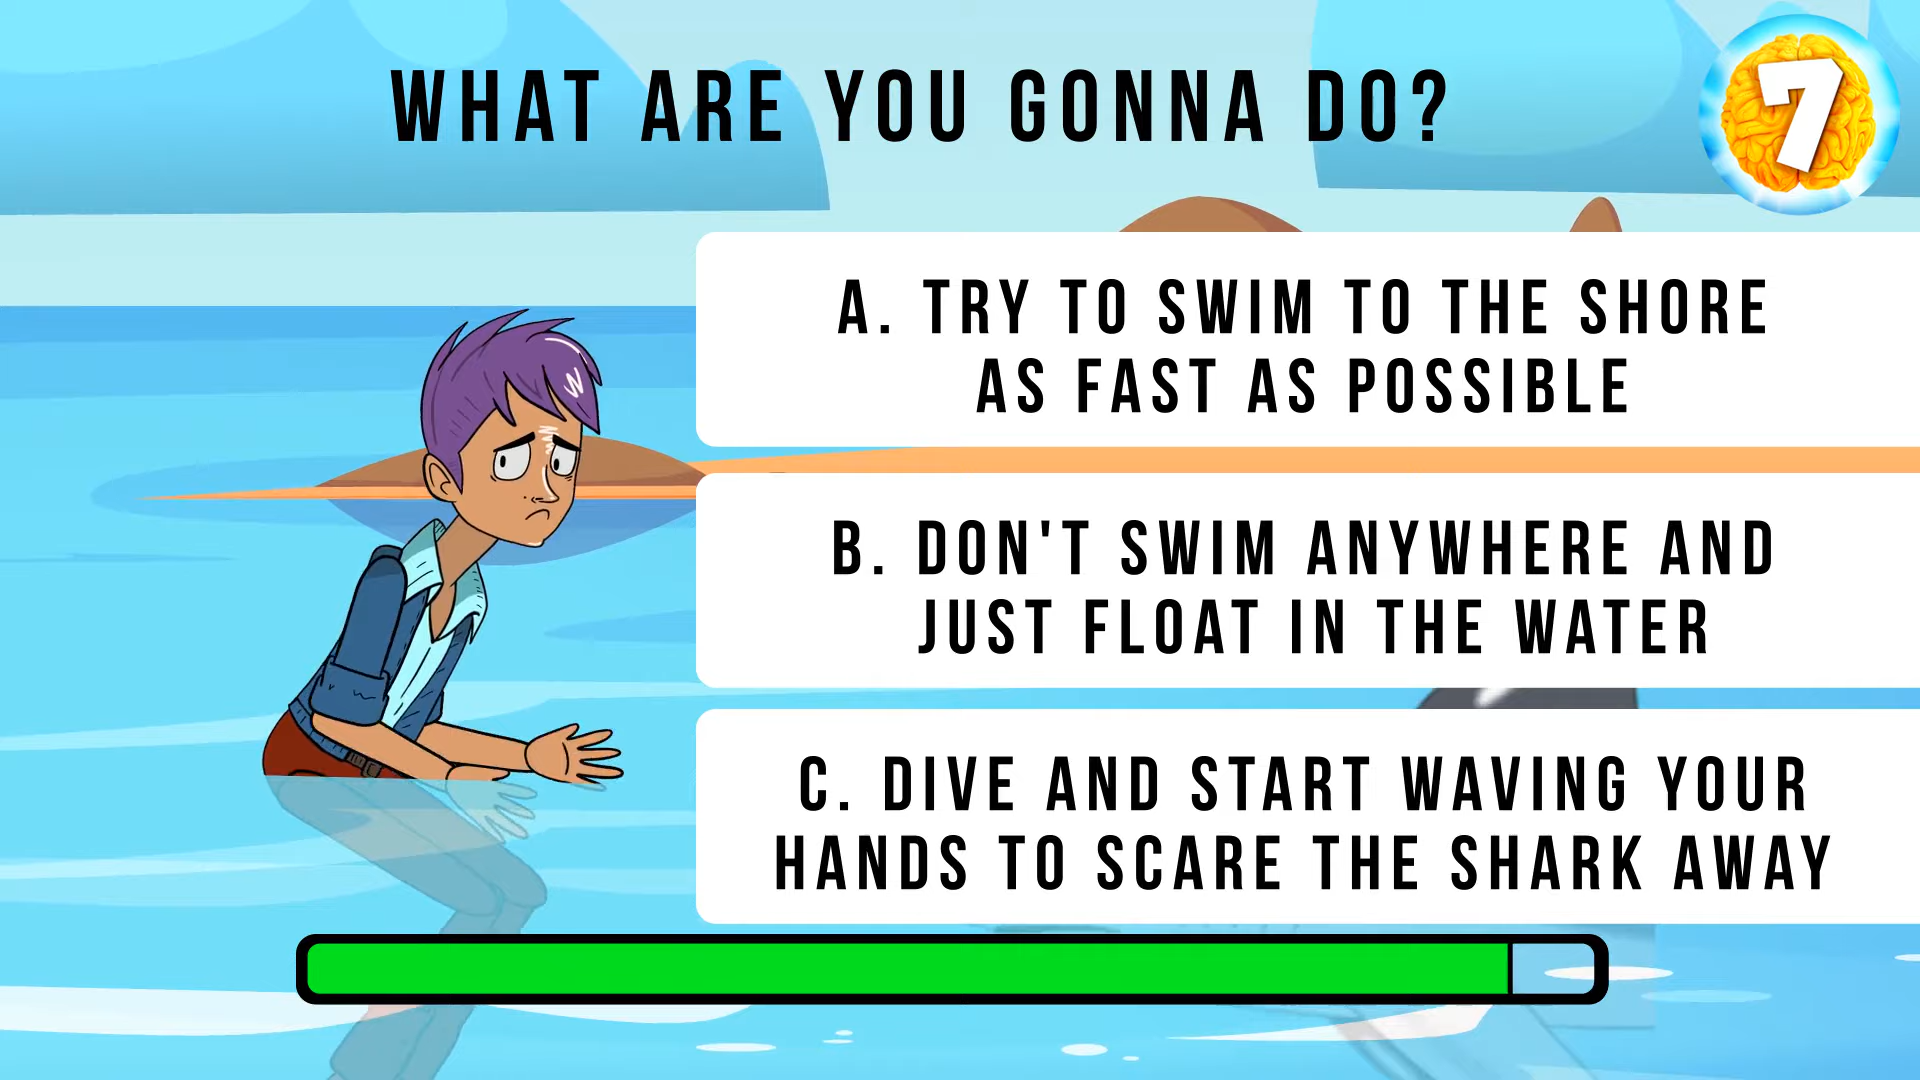 WHAT ARE YOU GONNA DO?
7
A. TRY TO SWIM TO THE SHORE
AS FAST AS POSSIBLE
B. DON'T SWIM ANYWHERE AND
JUST FLOAT IN THE WATER
C. DIVE AND START WAVING YOUR
HANDS TO SCARE THE SHARK AWAY